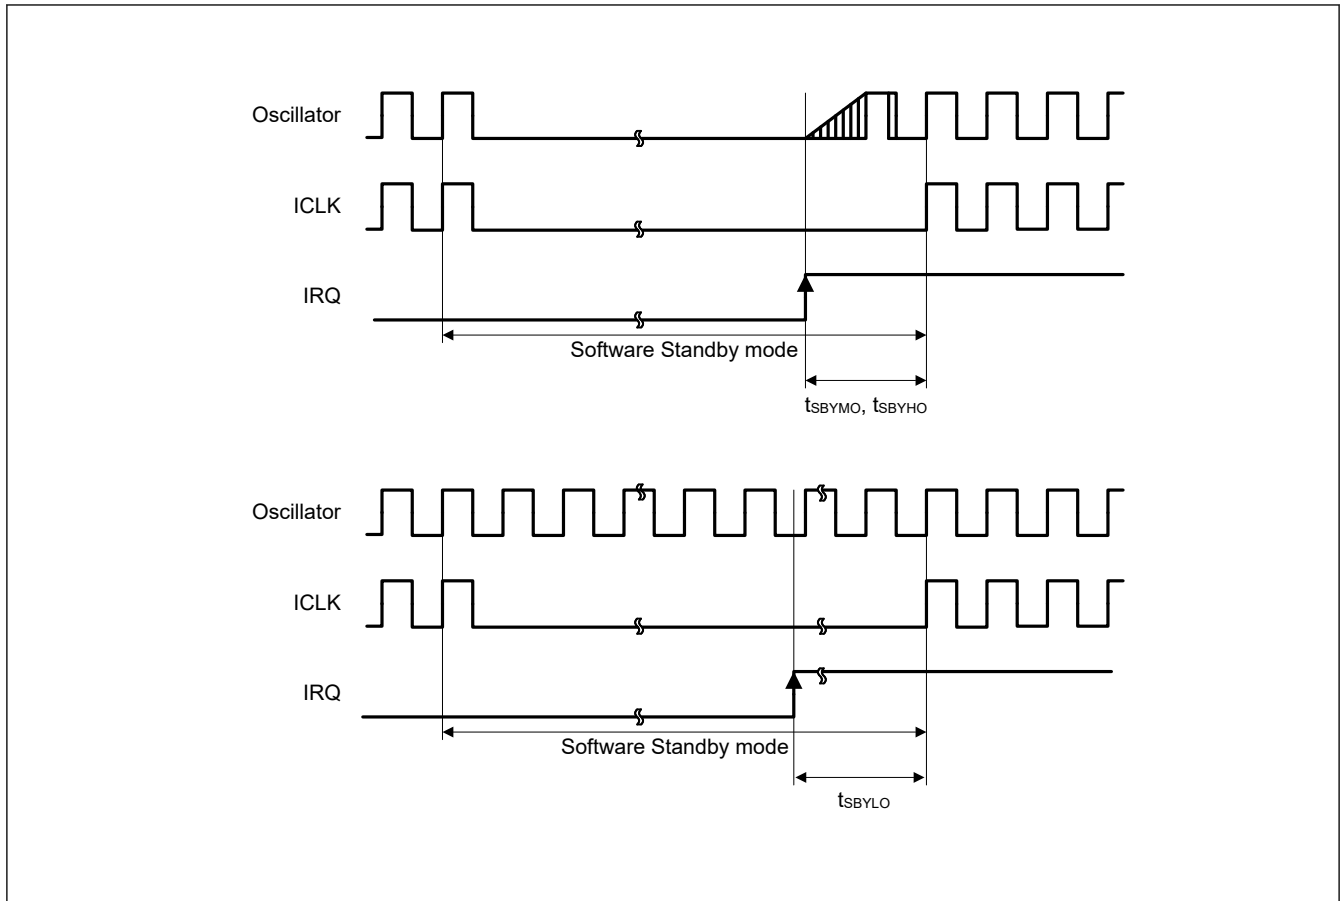 Oscillator
ICLK
IRQ
Software Standby mode
tSBYMO, tSBYHO
Oscillator
ICLK
IRQ
Software Standby mode
tSBYLO